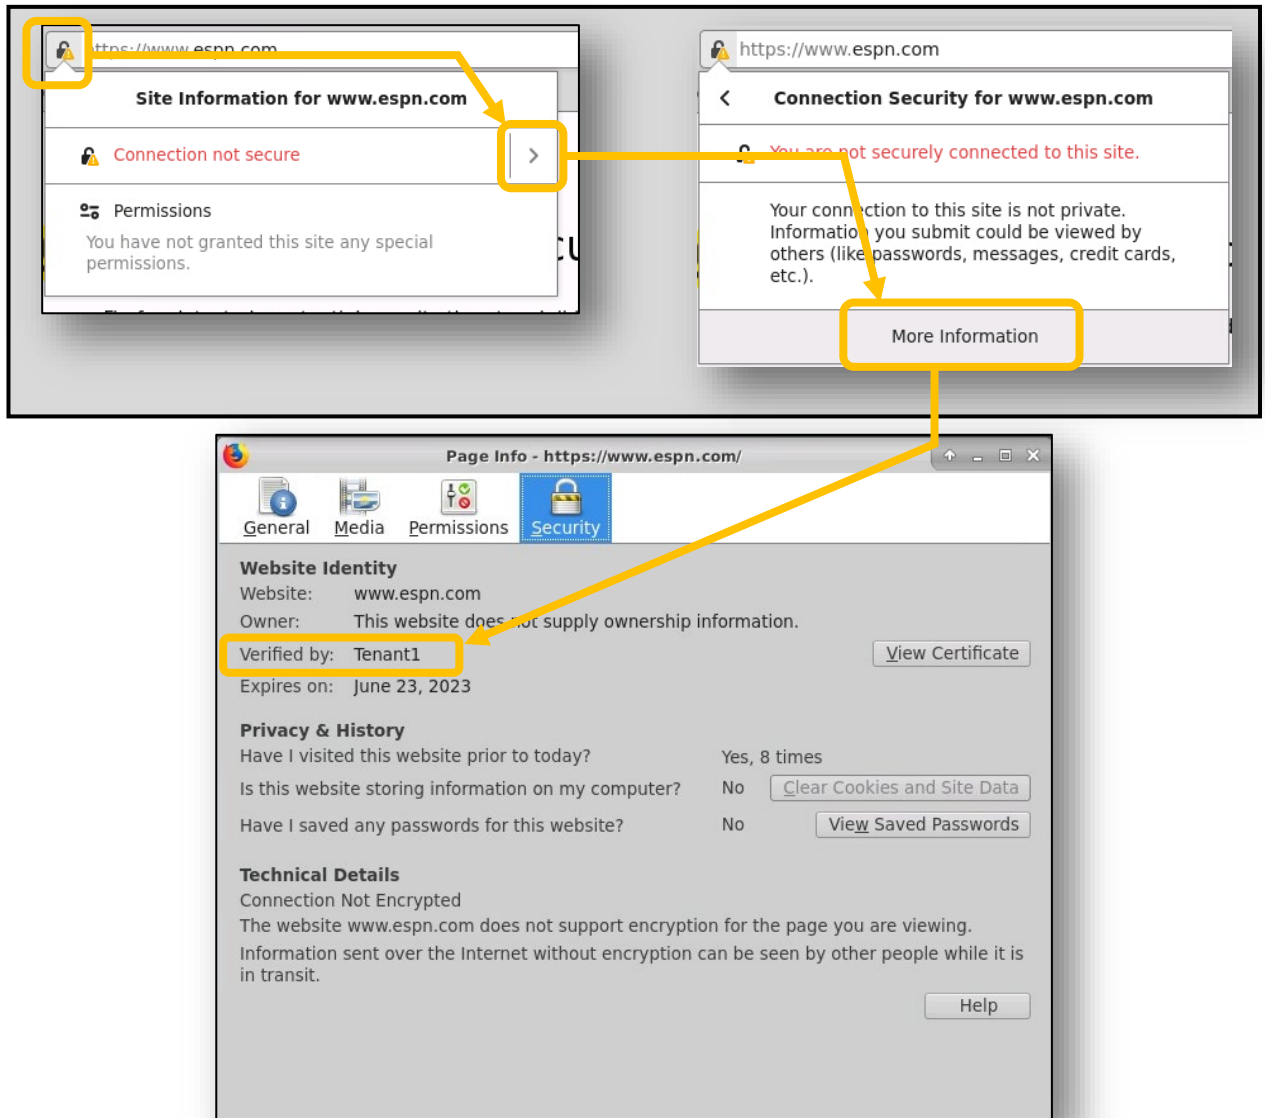 https://www.espn.com
Site Information for www.espn.com
Connection not secure
Permissions
You have not granted this site any special
permissions.
https://www.espn.com
Connection Security for www.espn.com
You are not securely connected to this site.
Your connection to this site is not private.
Information you submit could be viewed by
others (like passwords, messages, credit cards,
etc.).
More Information
Page Info - https://www.espn.com/
General Media Permissions Security
Website Identity
Website: www.espn.com
Owner: This website does not supply ownership information.
Verified by: Tenant1
View Certificate
Expires on: June 23, 2023
Privacy & History
Have I visited this website prior to today? Yes, 8 times
Is this website storing information on my computer? No Clear Cookies and Site Data
Have I saved any passwords for this website? No View Saved Passwords
Technical Details
Connection Not Encrypted
The website www.espn.com does not support encryption for the page you are viewing.
Information sent over the Internet without encryption can be seen by other people while it is
in transit.
Help